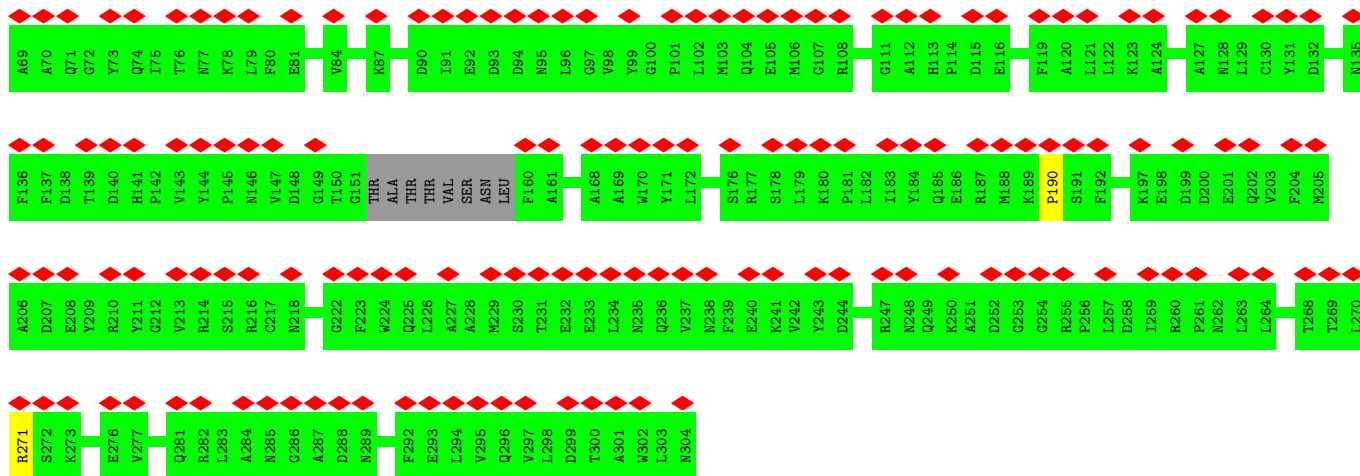 A69 A70 Q71 G72 Y73 Q74 I75 T76 N77 K78 L79 F80 E81 V84 K87 D90 I91 E92 D93 D94 N95 L96 G97 V98 Y99 G100 P101 L102 M103 Q104 E105 M106 G107 R108 G111 A112 H113 P114 D115 E116 F119 A120 L121 L122 K123 A124 A127 N128 L129 C130 Y131 D132 N135
F136 F137 D138 T139 D140 H141 P142 V143 Y144 P145 N146 V147 D148 G149 T150 G151 THR ALA THR THR VAL SER ASN LEU F160 A161 A168 A169 W170 Y171 L172 S176 R177 S178 L179 K180 P181 L182 I183 Y184 Q185 E186 R187 M188 K189 P190 S191 F192 K197 E198 D199 D200 E201 Q202 V203 F204 M205
A206 D207 E208 Y209 R210 Y211 G212 V213 R214 S215 R216 C217 N218 G222 F223 W224 Q225 L226 A227 A228 M229 S230 T231 E232 E233 L234 N235 Q236 V237 N238 F239 E240 K241 V242 Y243 D244 R247 N248 Q249 K250 A251 D252 G253 G254 R255 P256 L257 D258 I259 R260 P261 N262 L263 L264 T268 T269 L270
R271 S272 K273 E276 V277 Q281 R282 L283 A284 N285 G286 A287 D288 N289 F292 E293 L294 V295 Q296 V297 L298 D299 T300 A301 W302 L303 N304